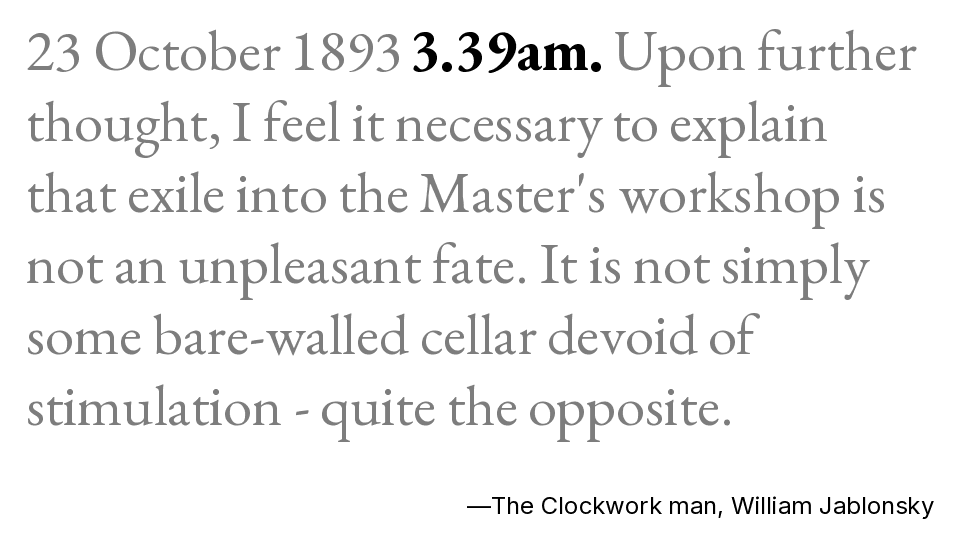 23 October 1893 3.39am. Upon further
thought, I feel it necessary to explain
that exile into the Master's workshop is
not an unpleasant fate. It is not simply
some bare-walled cellar devoid of
stimulation - quite the opposite.
—The Clockwork man, William Jablonsky